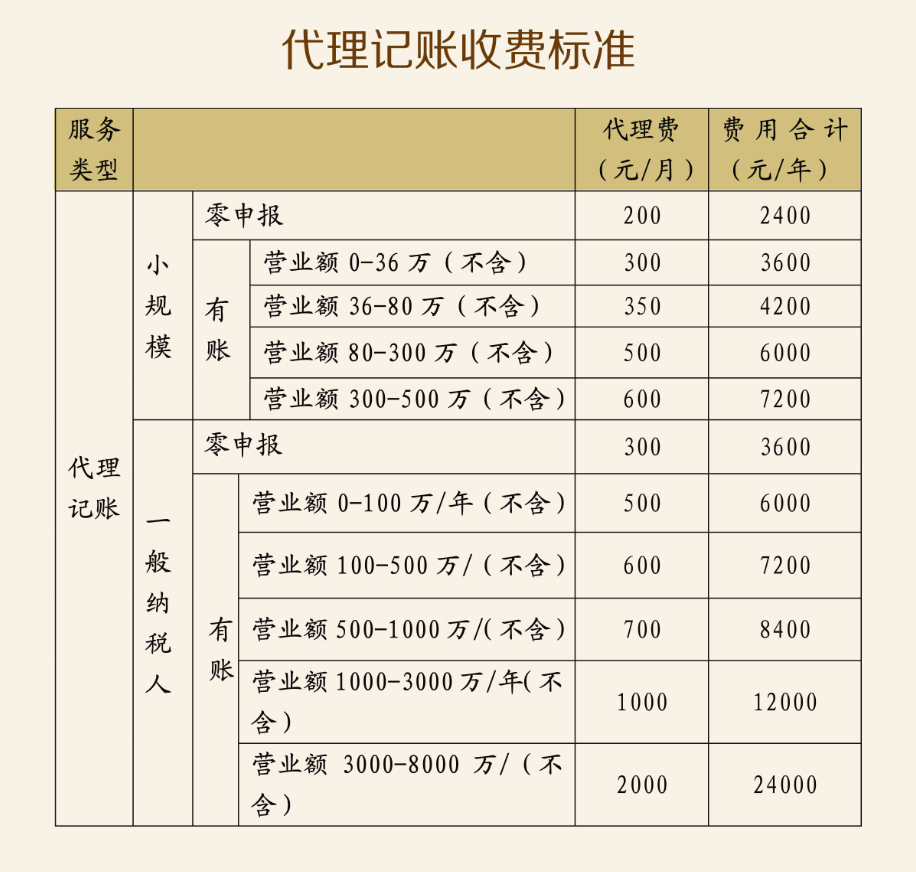 代理记账收费标准
服务类型 代理费（元/月） 费用合计（元/年）
代理记账
小规模
零申报 200 2400
有账
营业额 0-36 万（不含） 300 3600
营业额 36-80 万（不含） 350 4200
营业额 80-300 万（不含） 500 6000
营业额 300-500 万（不含） 600 7200
一般纳税人
零申报 300 3600
有账
营业额 0-100 万/年（不含） 500 6000
营业额 100-500 万/（不含） 600 7200
营业额 500-1000 万/（不含） 700 8400
营业额 1000-3000 万/年（不含） 1000 12000
营业额 3000-8000 万/（不含） 2000 24000